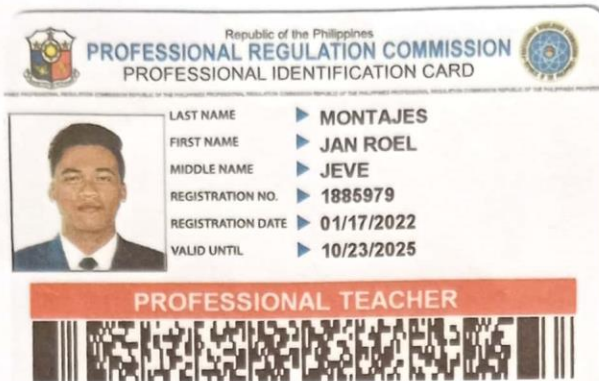 Republic of the Philippines
PROFESSIONAL REGULATION COMMISSION
PROFESSIONAL IDENTIFICATION CARD
LAST NAME MONTAJES
FIRST NAME JAN ROEL
MIDDLE NAME JEVE
REGISTRATION NO. 1885979
REGISTRATION DATE 01/17/2022
VALID UNTIL 10/23/2025
PROFESSIONAL TEACHER